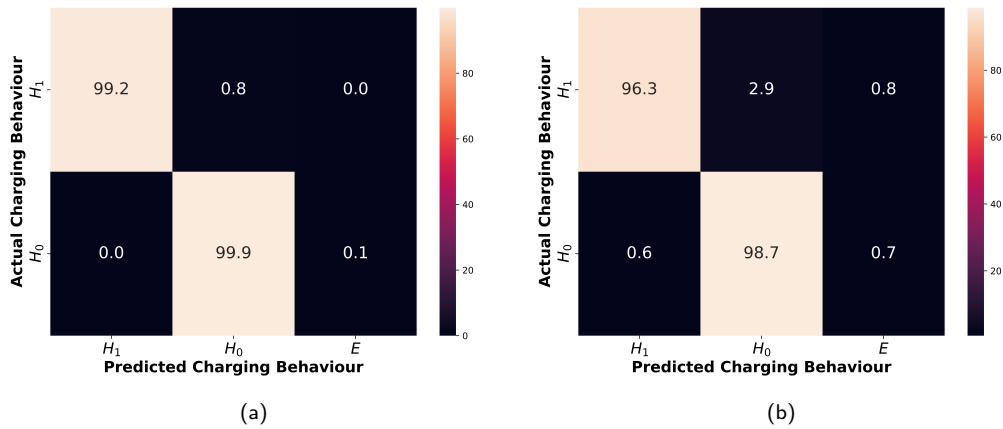 Actual Charging Behaviour
H₁
H₀
99.2 0.8 0.0
0.0 99.9 0.1
H₁ H₀ E
Predicted Charging Behaviour
80
60
40
20
0
(a)
Actual Charging Behaviour
H₁
H₀
96.3 2.9 0.8
0.6 98.7 0.7
H₁ H₀ E
Predicted Charging Behaviour
80
60
40
20
(b)